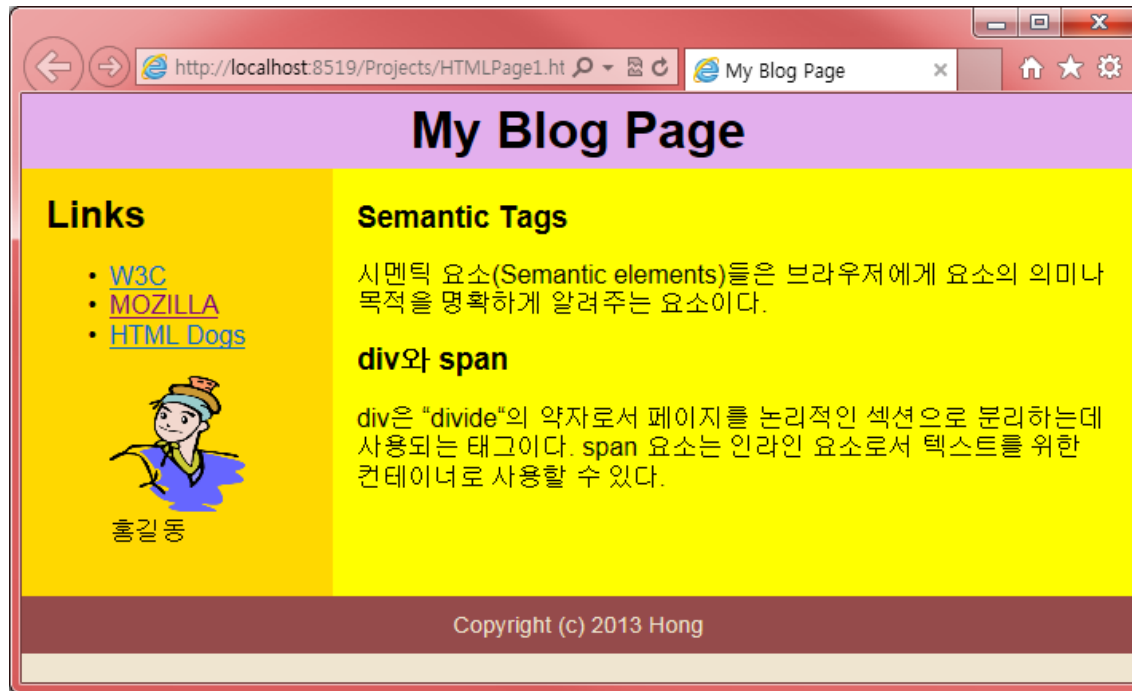 http://localhost:8519/Projects/HTMLPage1.ht
My Blog Page
My Blog Page
Links
• W3C
• MOZILLA
• HTML Dogs
홍길동
Semantic Tags
시멘틱 요소(Semantic elements)들은 브라우저에게 요소의 의미나
목적을 명확하게 알려주는 요소이다.
div와 span
div은 “divide“의 약자로서 페이지를 논리적인 섹션으로 분리하는데
사용되는 태그이다. span 요소는 인라인 요소로서 텍스트를 위한
컨테이너로 사용할 수 있다.
Copyright (c) 2013 Hong